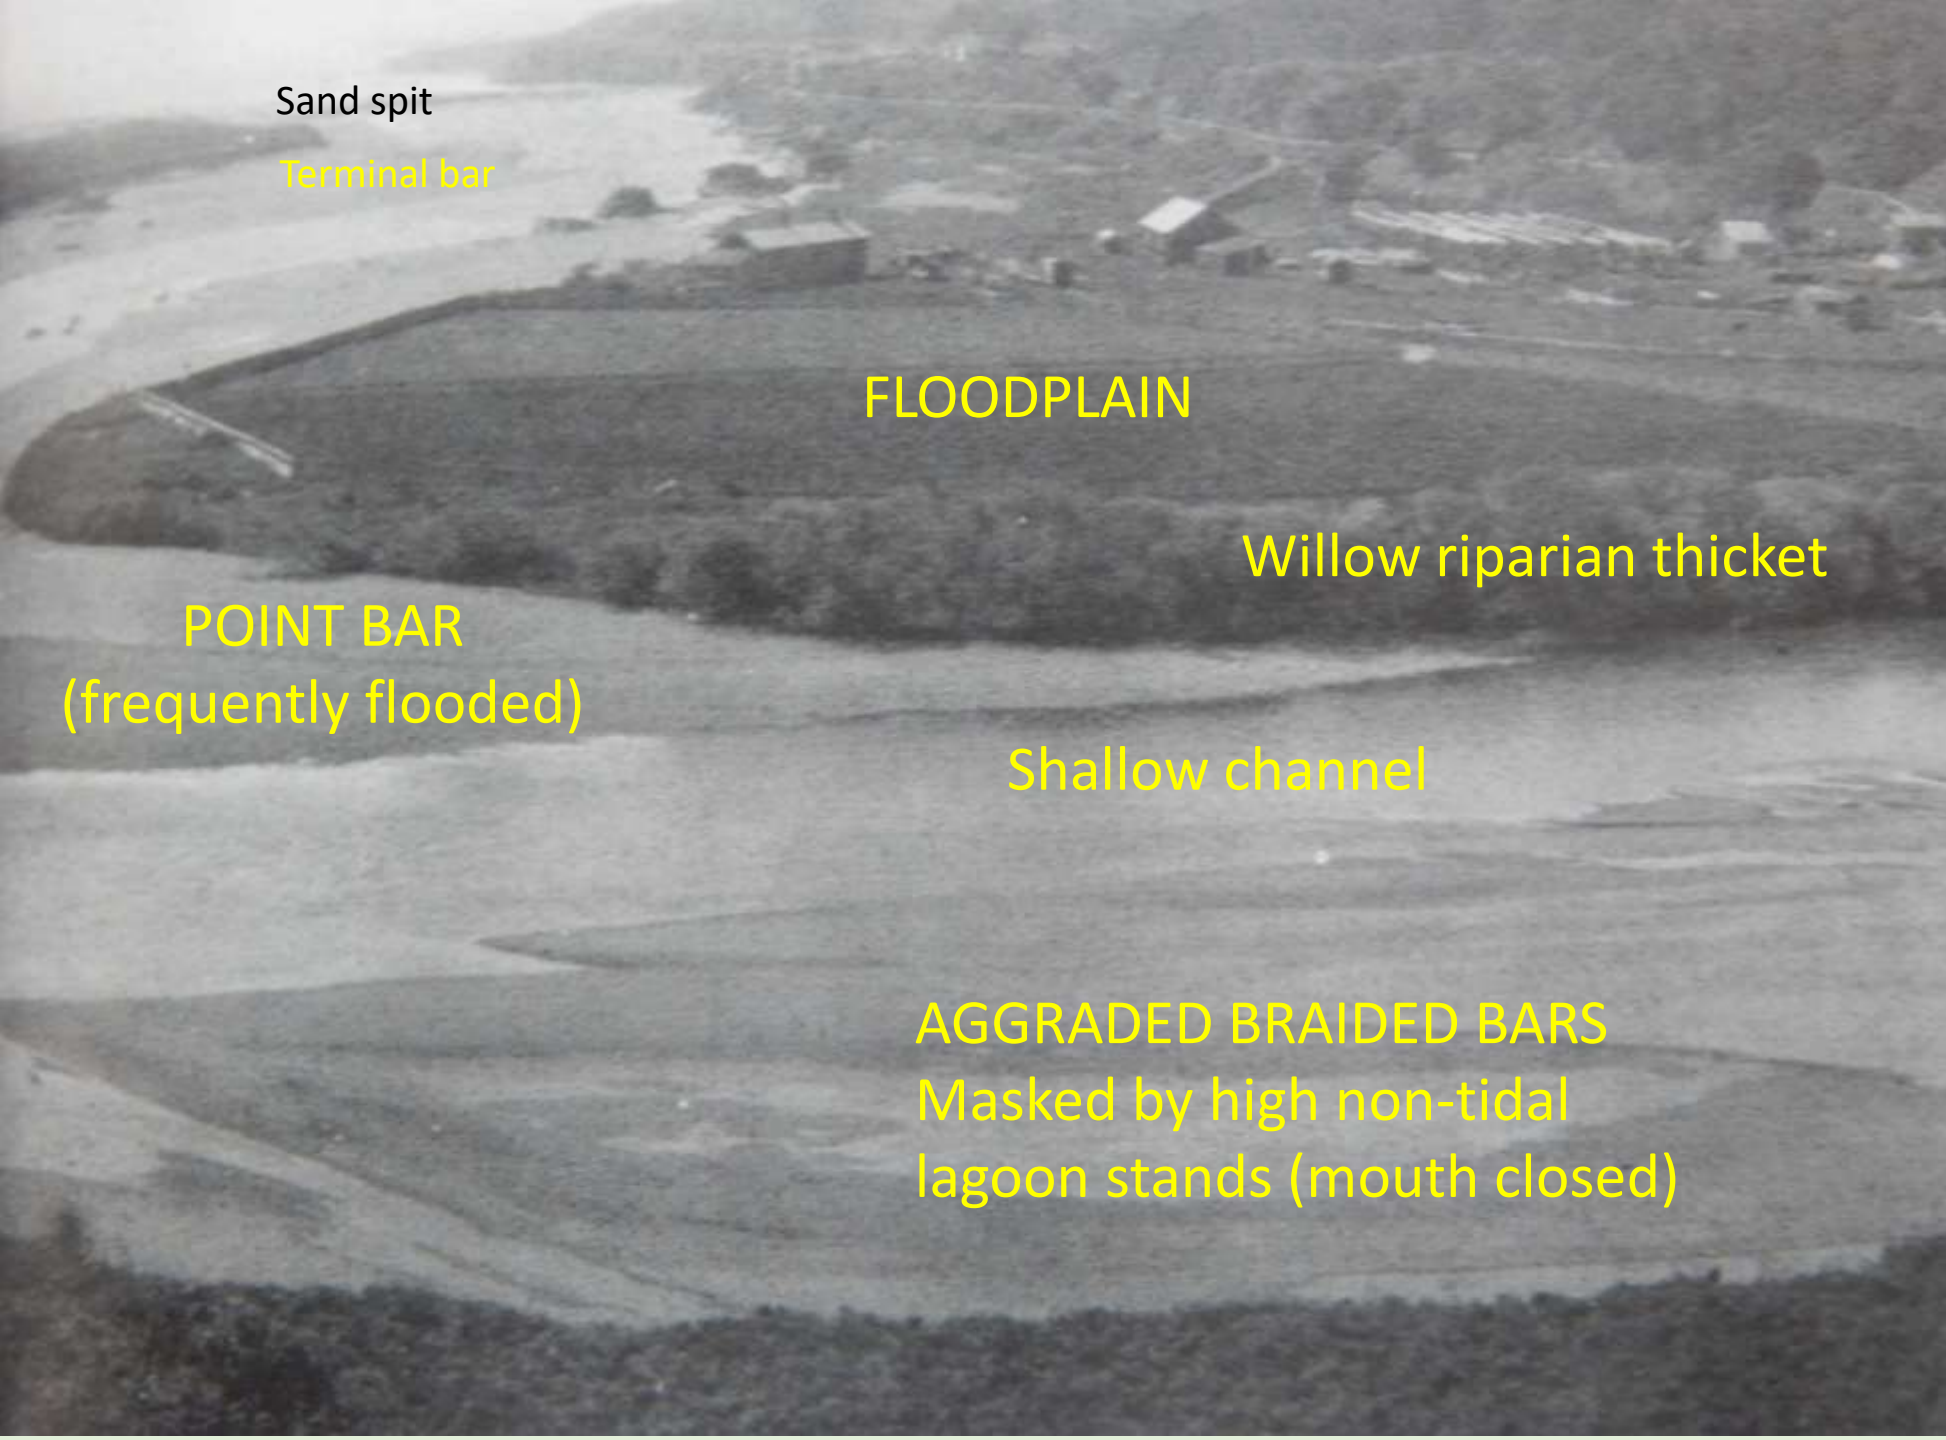 Sand spit
Terminal bar
FLOODPLAIN
Willow riparian thicket
POINT BAR
(frequently flooded)
Shallow channel
AGGRADED BRAIDED BARS
Masked by high non-tidal
lagoon stands (mouth closed)